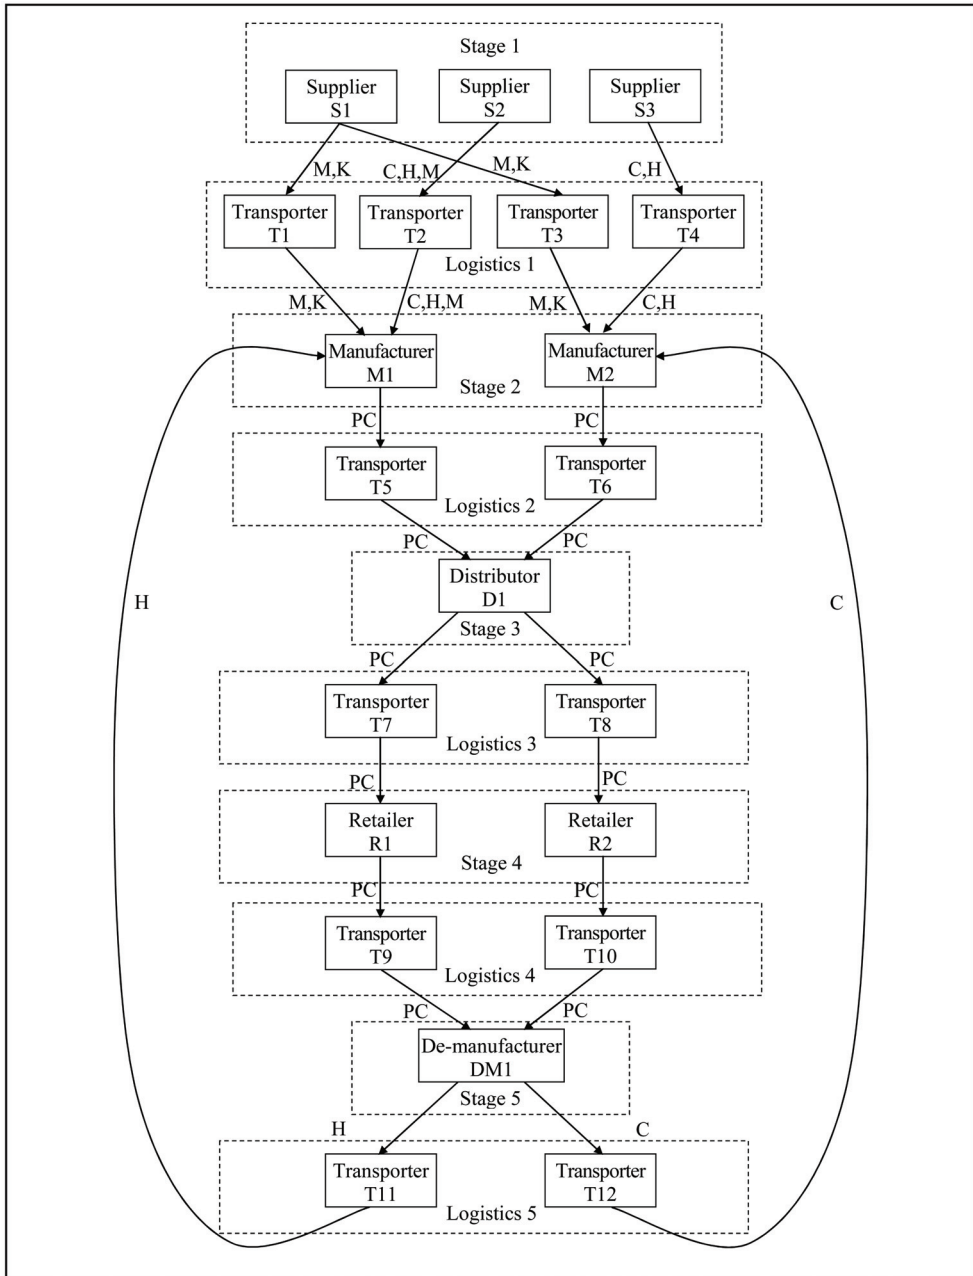 Stage 1
Supplier
S1
Supplier
S2
Supplier
S3
M,K
C,H,M
M,K
C,H
Transporter
T1
Transporter
T2
Transporter
T3
Transporter
T4
Logistics 1
M,K
C,H,M
M,K
C,H
Manufacturer
M1
Manufacturer
M2
Stage 2
PC
PC
Transporter
T5
Transporter
T6
Logistics 2
PC
PC
Distributor
D1
Stage 3
H
C
PC
PC
Transporter
T7
Transporter
T8
Logistics 3
PC
PC
Retailer
R1
Retailer
R2
Stage 4
PC
PC
Transporter
T9
Transporter
T10
Logistics 4
PC
PC
De-manufacturer
DM1
Stage 5
H
C
Transporter
T11
Transporter
T12
Logistics 5